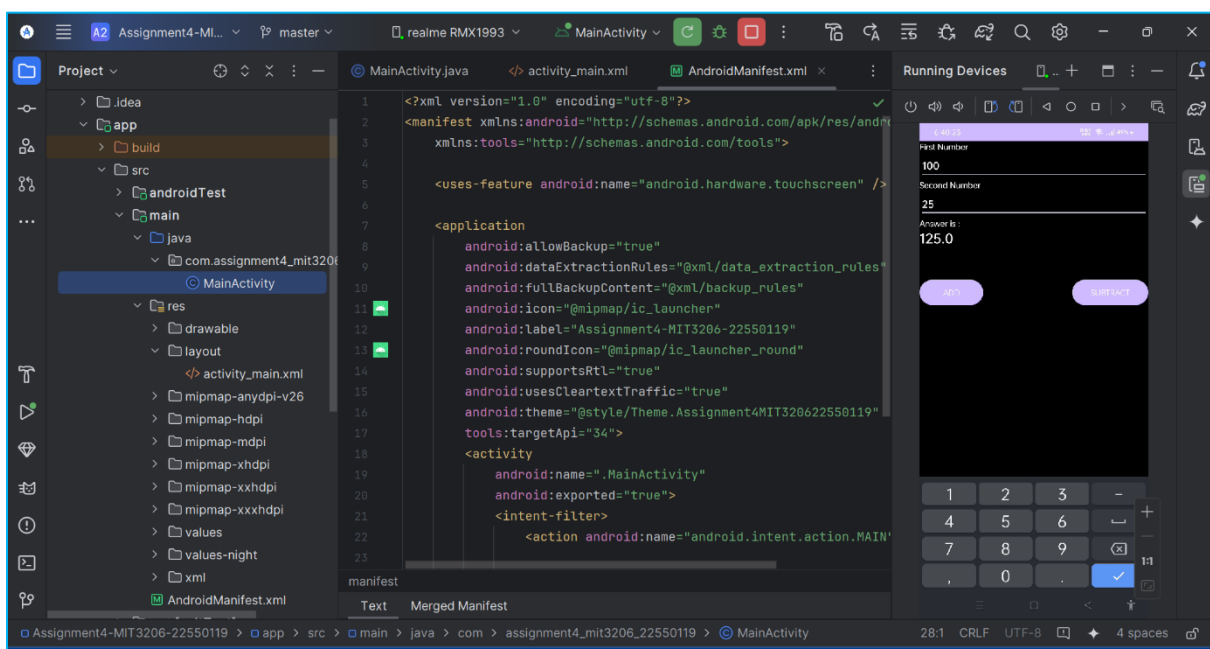 A2 Assignment4-MI... master realme RMX1993 MainActivity
Project
.idea
app
build
src
androidTest
main
java
com.assignment4_mit3206
MainActivity
res
drawable
layout
activity_main.xml
mipmap-anydpi-v26
mipmap-hdpi
mipmap-mdpi
mipmap-xhdpi
mipmap-xxhdpi
mipmap-xxxhdpi
values
values-night
xml
AndroidManifest.xml
MainActivity.java activity_main.xml AndroidManifest.xml
1 <?xml version="1.0" encoding="utf-8"?>
2 <manifest xmlns:android="http://schemas.android.com/apk/res/andro
3 xmlns:tools="http://schemas.android.com/tools">
4
5 <uses-feature android:name="android.hardware.touchscreen" />
6
7 <application
8 android:allowBackup="true"
9 android:dataExtractionRules="@xml/data_extraction_rules"
10 android:fullBackupContent="@xml/backup_rules"
11 android:icon="@mipmap/ic_launcher"
12 android:label="Assignment4-MIT3206-22550119"
13 android:roundIcon="@mipmap/ic_launcher_round"
14 android:supportsRtl="true"
15 android:usesCleartextTraffic="true"
16 android:theme="@style/Theme.Assignment4MIT320622550119"
17 tools:targetApi="34">
18 <activity
19 android:name=".MainActivity"
20 android:exported="true">
21 <intent-filter>
22 <action android:name="android.intent.action.MAIN"
23
manifest
Text Merged Manifest
Running Devices
First Number
100
Second Number
25
Answer is :
125.0
ADD SUBTRACT
1 2 3 -
4 5 6
7 8 9
, 0 .
1:1
Assignment4-MIT3206-22550119 > app > src > main > java > com > assignment4_mit3206_22550119 > MainActivity 28:1 CRLF UTF-8 4 spaces